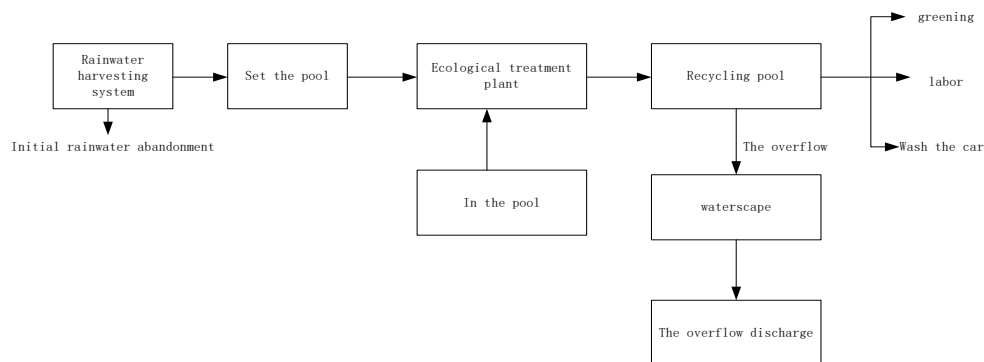 greening
Rainwater
harvesting
system
Set the pool
Ecological treatment
plant
Recycling pool
labor
Initial rainwater abandonment
The overflow
Wash the car
In the pool
waterscape
The overflow discharge